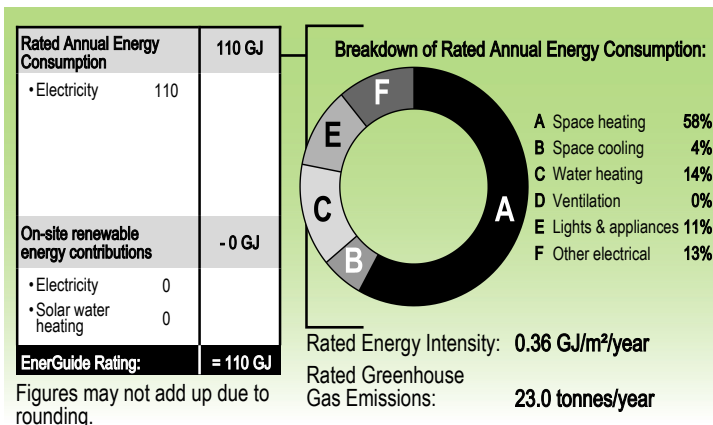 Rated Annual Energy Consumption 110 GJ
• Electricity 110
On-site renewable energy contributions - 0 GJ
• Electricity 0
• Solar water heating 0
EnerGuide Rating: = 110 GJ
Figures may not add up due to
rounding.
Breakdown of Rated Annual Energy Consumption:
F
E
C
B
A
A Space heating 58%
B Space cooling 4%
C Water heating 14%
D Ventilation 0%
E Lights & appliances 11%
F Other electrical 13%
Rated Energy Intensity: 0.36 GJ/m²/year
Rated Greenhouse
Gas Emissions: 23.0 tonnes/year